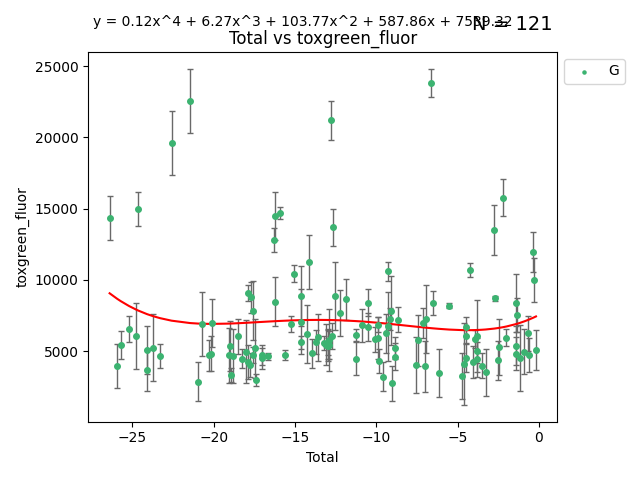 y = 0.12x^4 + 6.27x^3 + 103.77x^2 + 587.86x +
N = 121
Total vs toxgreen_fluor
G
25000
20000
15000
10000
5000
toxgreen_fluor
−25 −20 −15 −10 −5 0
Total